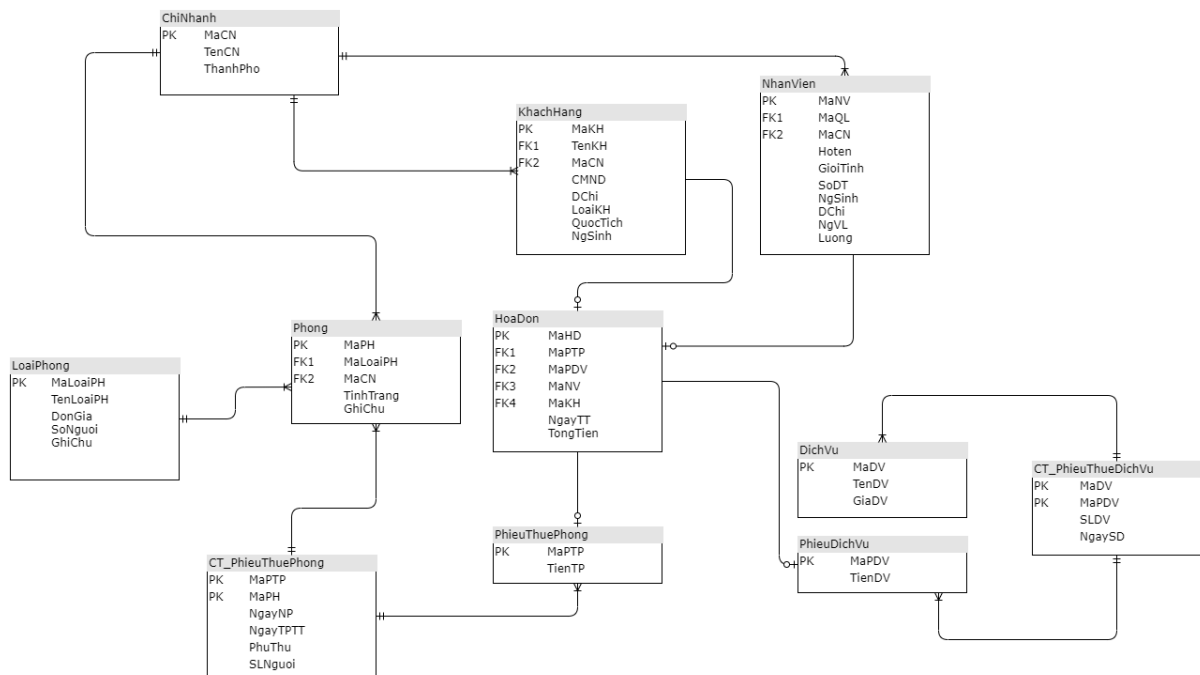 ChiNhanh
PK MaCN
TenCN
ThanhPho
NhanVien
PK MaNV
FK1 MaQL
FK2 MaCN
Hoten
GioiTinh
SoDT
NgSinh
DChi
NgVL
Luong
KhachHang
PK MaKH
FK1 TenKH
FK2 MaCN
CMND
DChi
LoaiKH
QuocTich
NgSinh
HoaDon
PK MaHD
FK1 MaPTP
FK2 MaPDV
FK3 MaNV
FK4 MaKH
NgayTT
TongTien
Phong
PK MaPH
FK1 MaLoaiPH
FK2 MaCN
TinhTrang
GhiChu
LoaiPhong
PK MaLoaiPH
TenLoaiPH
DonGia
SoNguoi
GhiChu
DichVu
PK MaDV
TenDV
GiaDV
CT_PhieuThueDichVu
PK MaDV
PK MaPDV
SLDV
NgaySD
PhieuThuePhong
PK MaPTP
TienTP
PhieuDichVu
PK MaPDV
TienDV
CT_PhieuThuePhong
PK MaPTP
PK MaPH
NgayNP
NgayTPTT
PhuThu
SLNguoi